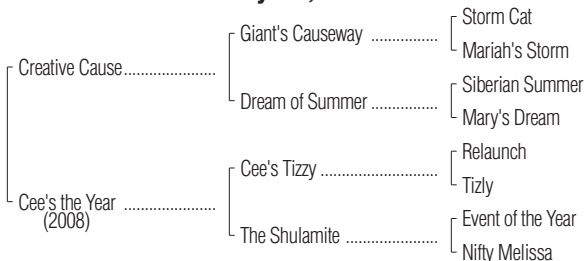 Storm Cat
Giant's Causeway ..................
Mariah's Storm
Creative Cause.......................
Siberian Summer
Dream of Summer ..................
Mary's Dream
Relaunch
Cee's Tizzy ..............................
Tizly
Cee's the Year .......................
(2008)
Event of the Year
The Shulamite ........................
Nifty Melissa